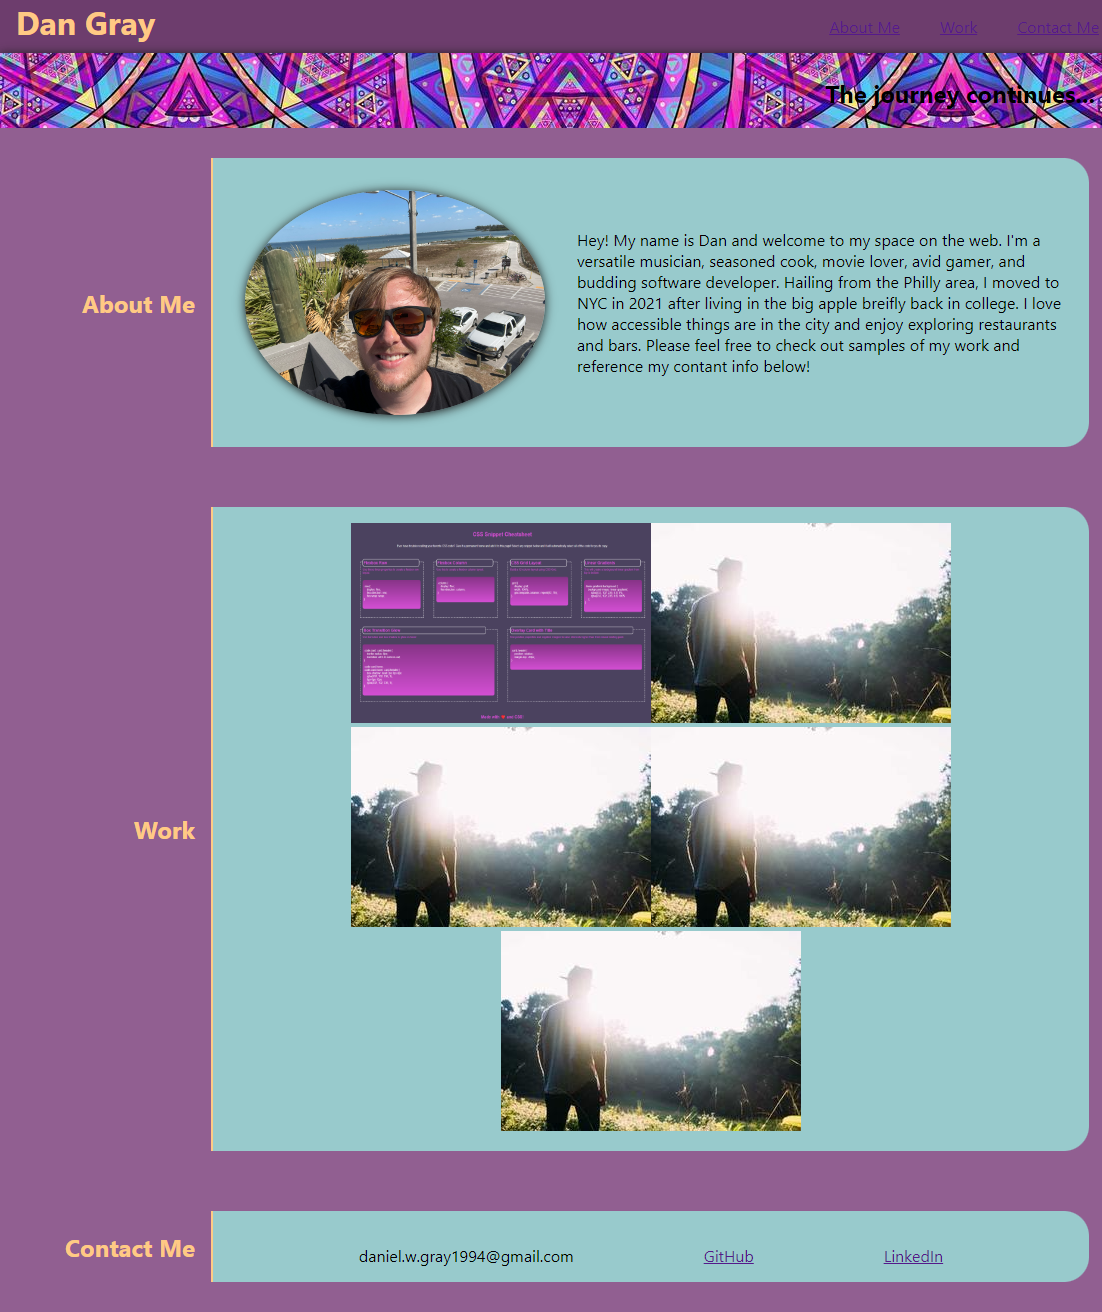 Dan Gray
About Me Work Contact Me
The journey continues...
About Me
Hey! My name is Dan and welcome to my space on the web. I'm a
versatile musician, seasoned cook, movie lover, avid gamer, and
budding software developer. Hailing from the Philly area, I moved to
NYC in 2021 after living in the big apple breifly back in college. I love
how accessible things are in the city and enjoy exploring restaurants
and bars. Please feel free to check out samples of my work and
reference my contant info below!
Work
CSS Snippet Cheatsheet
Made with ❤ and CSS
Contact Me
daniel.w.gray1994@gmail.com GitHub LinkedIn